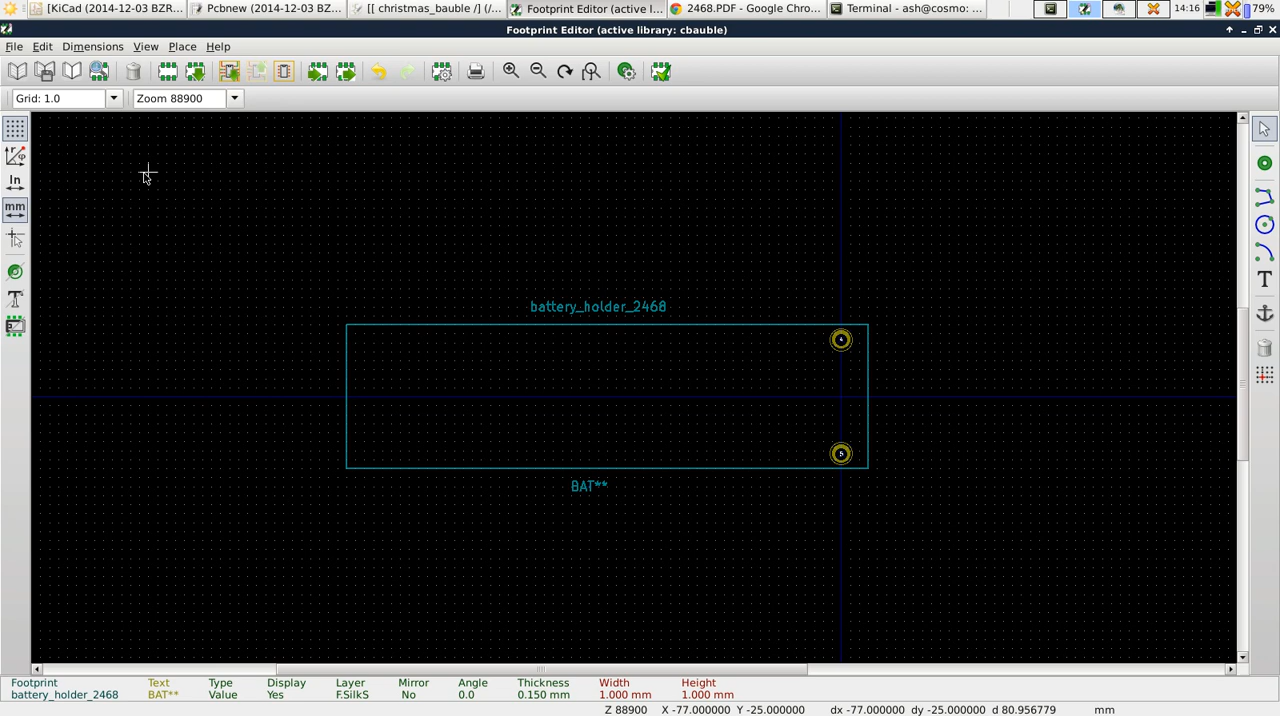 [KiCad (2014-12-03 BZR... Pcbnew (2014-12-03 BZ... [[ christmas_bauble /] (/... Footprint Editor (active l... 2468.PDF - Google Chro... Terminal - ash@cosmo: ... 14:16 79%
Footprint Editor (active library: cbauble)
File Edit Dimensions View Place Help
Grid: 1.0 Zoom 88900
In
mm
T
T
battery_holder_2468
BAT**
Footprint Text Type Display Layer Mirror Angle Thickness Width Height
battery_holder_2468 BAT** Value Yes F.SilkS No 0.0 0.150 mm 1.000 mm 1.000 mm
Z 88900 X -77.000000 Y -25.000000 dx -77.000000 dy -25.000000 d 80.956779 mm